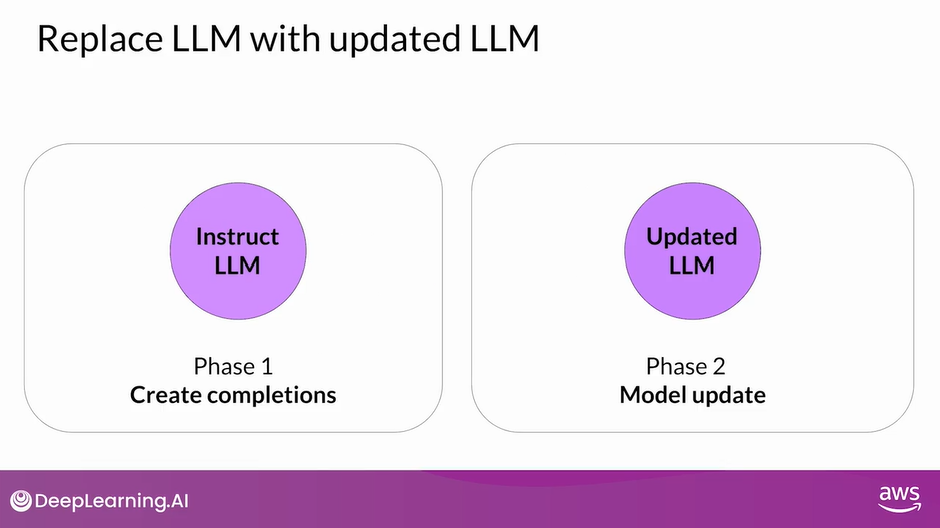 Replace LLM with updated LLM
Instruct
LLM
Phase 1
Create completions
Updated
LLM
Phase 2
Model update
DeepLearning.AI
aws